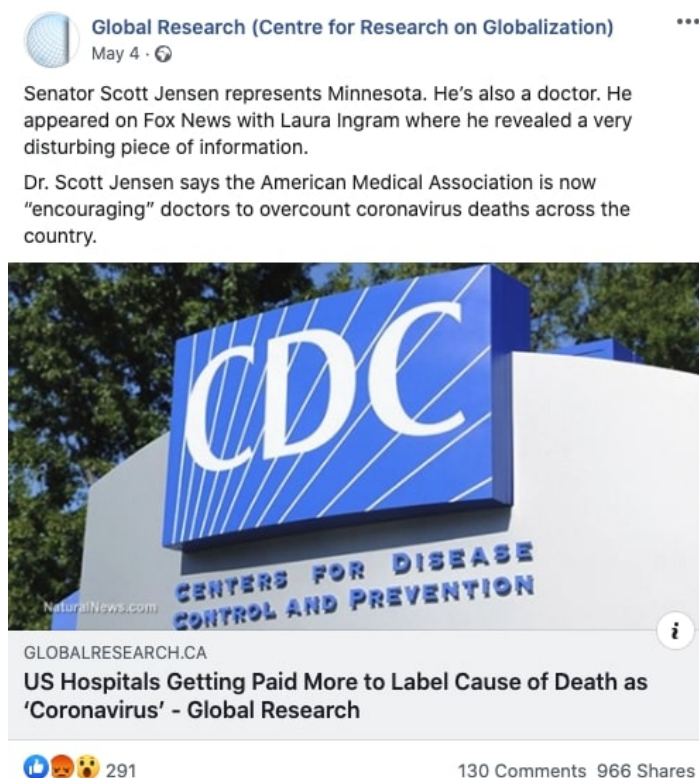 Global Research (Centre for Research on Globalization)
May 4 ·
Senator Scott Jensen represents Minnesota. He's also a doctor. He
appeared on Fox News with Laura Ingram where he revealed a very
disturbing piece of information.
Dr. Scott Jensen says the American Medical Association is now
“encouraging” doctors to overcount coronavirus deaths across the
country.
CDC
CENTERS FOR DISEASE
CONTROL AND PREVENTION
NaturalNews.com
i
GLOBALRESEARCH.CA
US Hospitals Getting Paid More to Label Cause of Death as
‘Coronavirus’ - Global Research
291
130 Comments 966 Shares